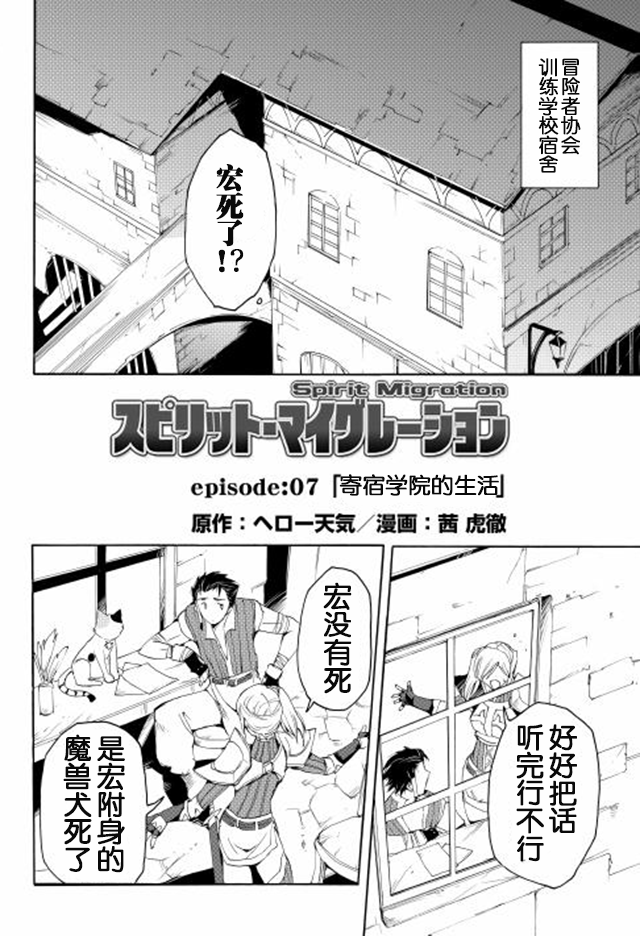 冒险者协会
训练学校宿舍
宏死了!?
Spirit Migration
スピリット・マイグレーション
episode:07『寄宿学院的生活』
原作：ヘロー天気／漫画：茜 虎徹
好好把话
听完行不行
宏没有死
是宏附身的
魔兽犬死了